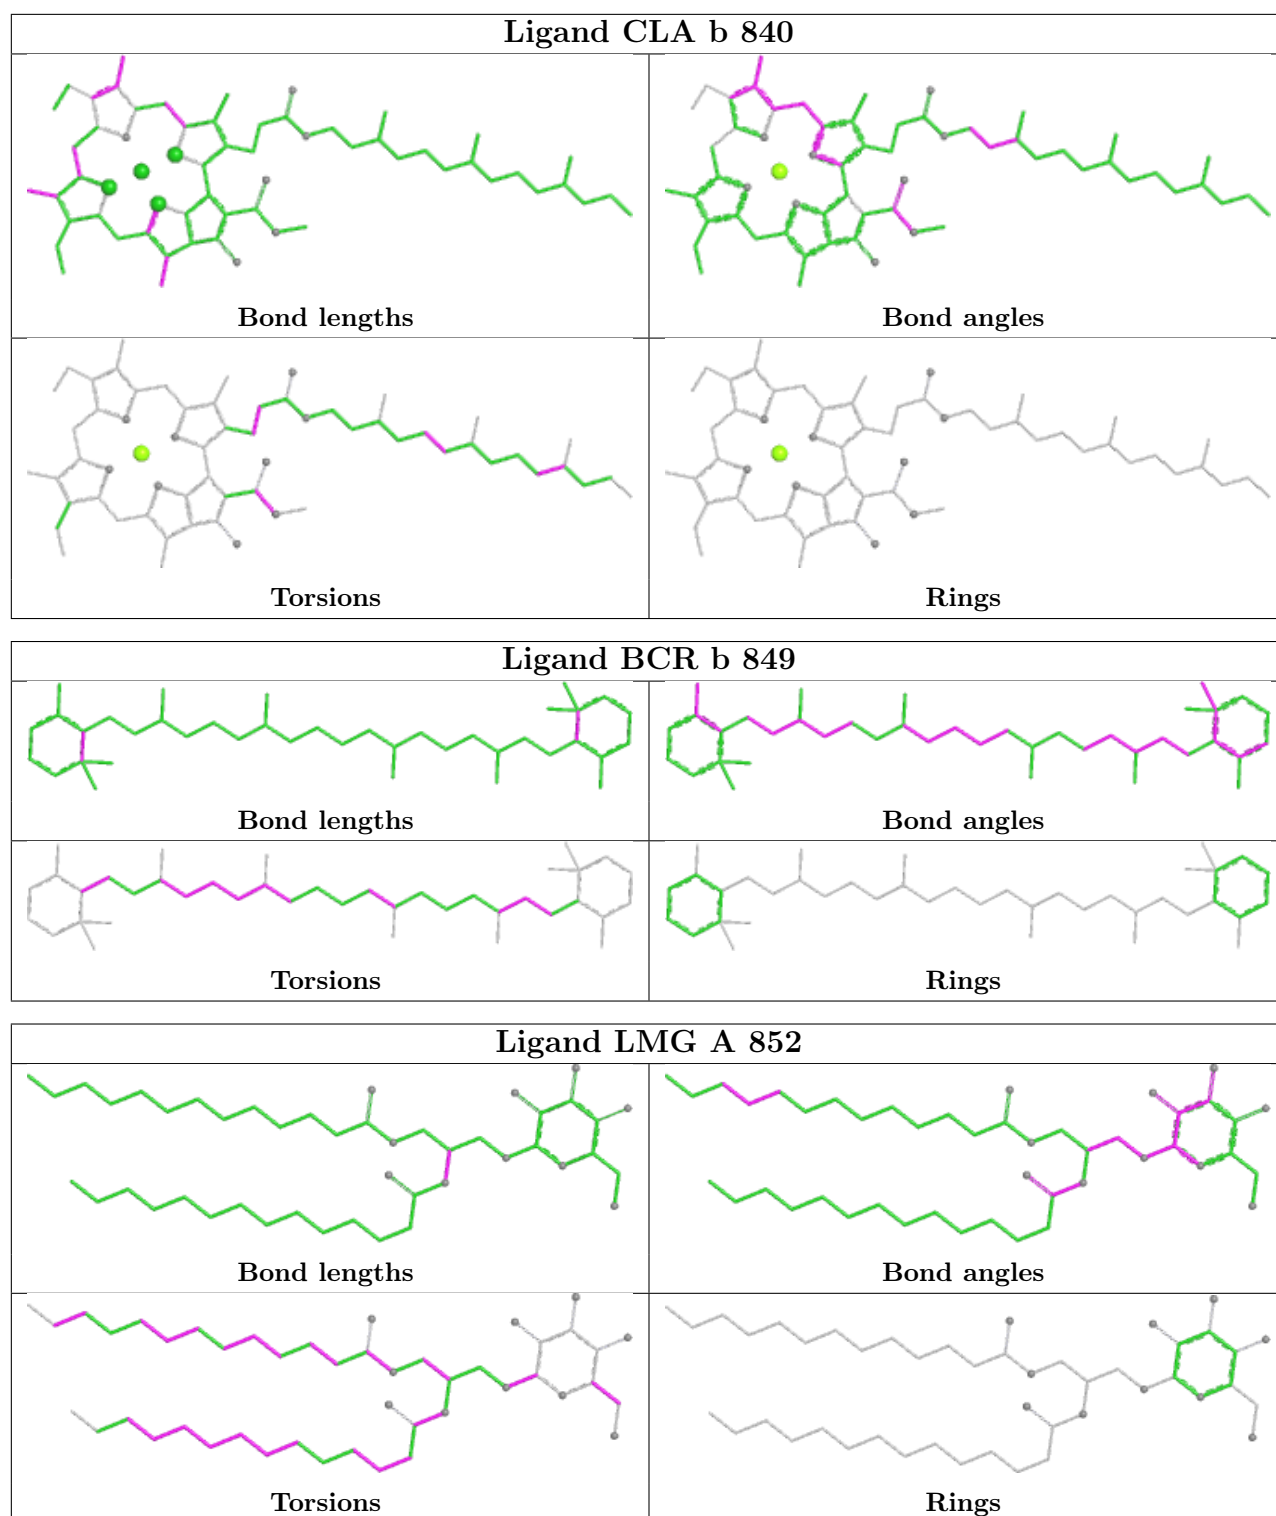 Ligand CLA b 840
Bond lengths
Bond angles
Torsions
Rings
Ligand BCR b 849
Bond lengths
Bond angles
Torsions
Rings
Ligand LMG A 852
Bond lengths
Bond angles
Torsions
Rings